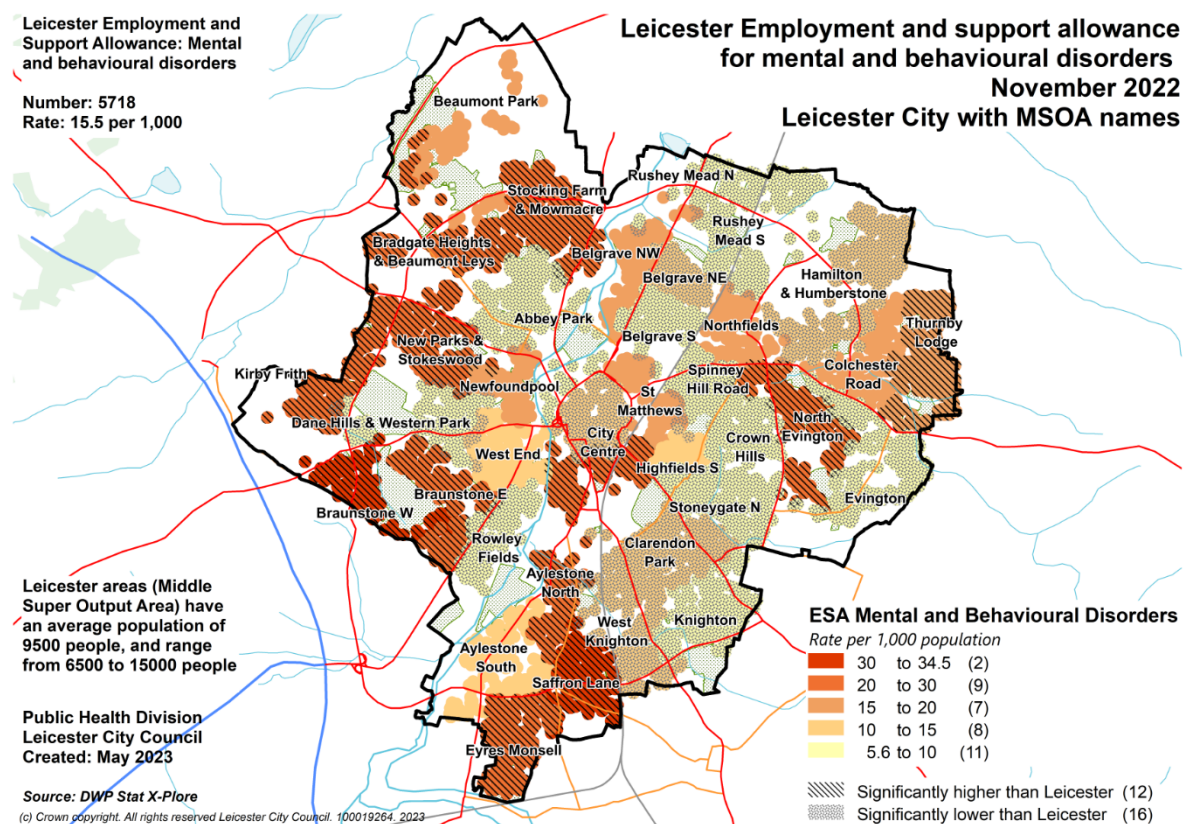 Leicester Employment and
Support Allowance: Mental
and behavioural disorders
Number: 5718
Rate: 15.5 per 1,000
Leicester Employment and support allowance
for mental and behavioural disorders
November 2022
Leicester City with MSOA names
Beaumont Park
Rushey Mead N
Stocking Farm
& Mowmacre
Rushey
Mead S
Bradgate Heights
& Beaumont Leys
Belgrave NW
Belgrave NE
Hamilton
& Humberstone
Abbey Park
Belgrave S
Northfields
Thurnby
Lodge
New Parks &
Stokeswood
Kirby Frith
Newfoundpool
Spinney
Hill Road
Colchester
Road
St
Matthews
Dane Hills & Western Park
City
Centre
North
Evington
West End
Crown
Hills
Highfields S
Braunstone E
Evington
Braunstone W
Stoneygate N
Rowley
Fields
Clarendon
Park
Aylestone
North
West
Knighton
Knighton
Aylestone
South
Saffron Lane
Eyres Monsell
Leicester areas (Middle
Super Output Area) have
an average population of
9500 people, and range
from 6500 to 15000 people
Public Health Division
Leicester City Council
Created: May 2023
Source: DWP Stat X-Plore
(c) Crown copyright. All rights reserved Leicester City Council. 100019264. 2023
ESA Mental and Behavioural Disorders
Rate per 1,000 population
30 to 34.5 (2)
20 to 30 (9)
15 to 20 (7)
10 to 15 (8)
5.6 to 10 (11)
Significantly higher than Leicester (12)
Significantly lower than Leicester (16)